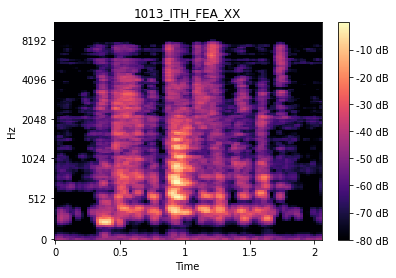 1013_ITH_FEA_XX
8192
4096
2048
1024
512
0
Hz
0
0.5
1
1.5
2
Time
-10 dB
-20 dB
-30 dB
-40 dB
-50 dB
-60 dB
-70 dB
-80 dB